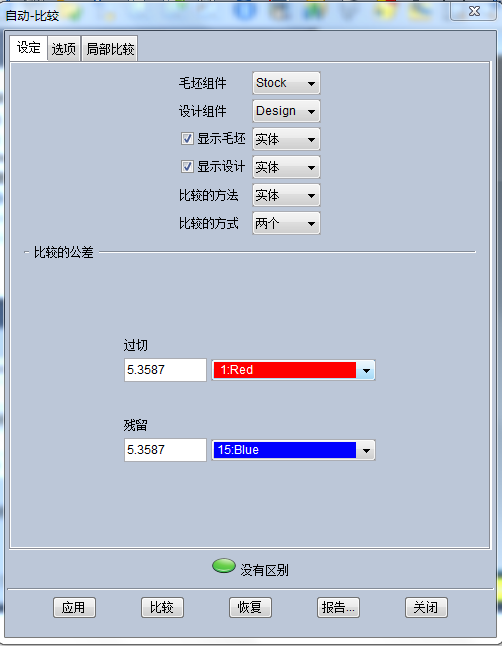 自动-比较
设定 选项 局部比较
毛坯组件 Stock
设计组件 Design
显示毛坯 实体
显示设计 实体
比较的方法 实体
比较的方式 两个
比较的公差
过切
5.3587 1:Red
残留
5.3587 15:Blue
没有区别
应用 比较 恢复 报告... 关闭